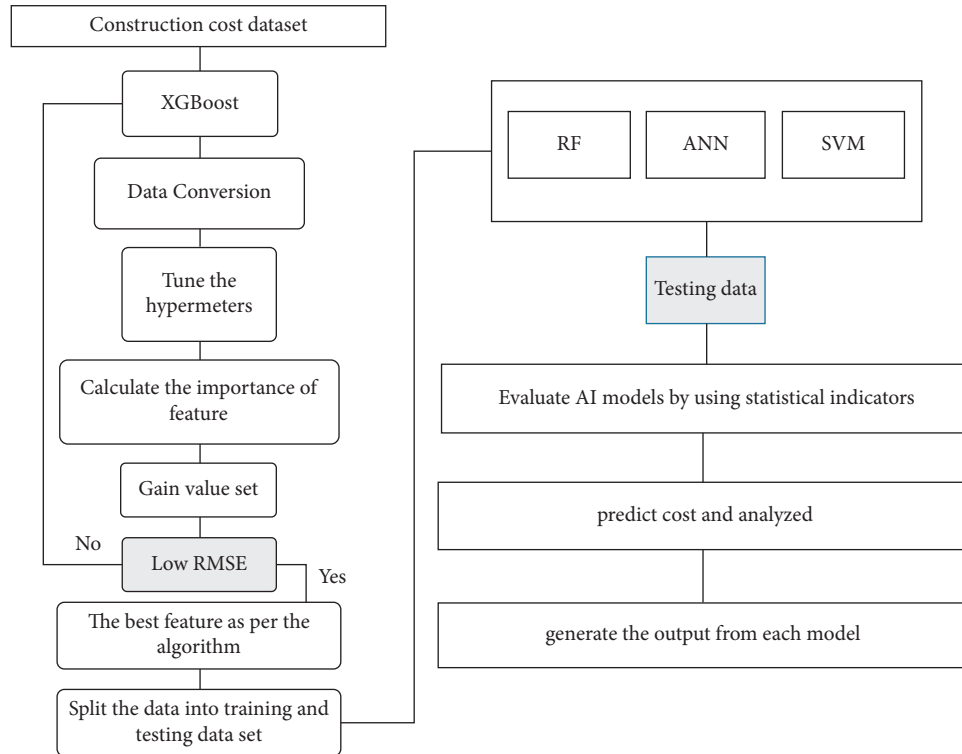 Construction cost dataset
XGBoost
Data Conversion
Tune the
hypermeters
Calculate the importance of
feature
Gain value set
No
Low RMSE
Yes
The best feature as per the
algorithm
Split the data into training and
testing data set
RF
ANN
SVM
Testing data
Evaluate AI models by using statistical indicators
predict cost and analyzed
generate the output from each model